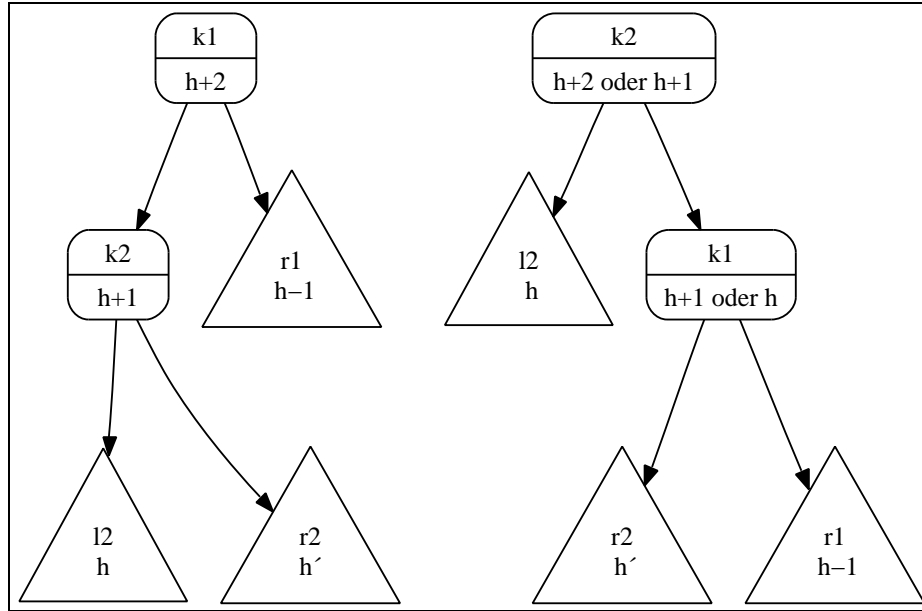 k1
h+2
k2
h+1
r1
h−1
l2
h
r2
h´
k2
h+2 oder h+1
l2
h
k1
h+1 oder h
r2
h´
r1
h−1